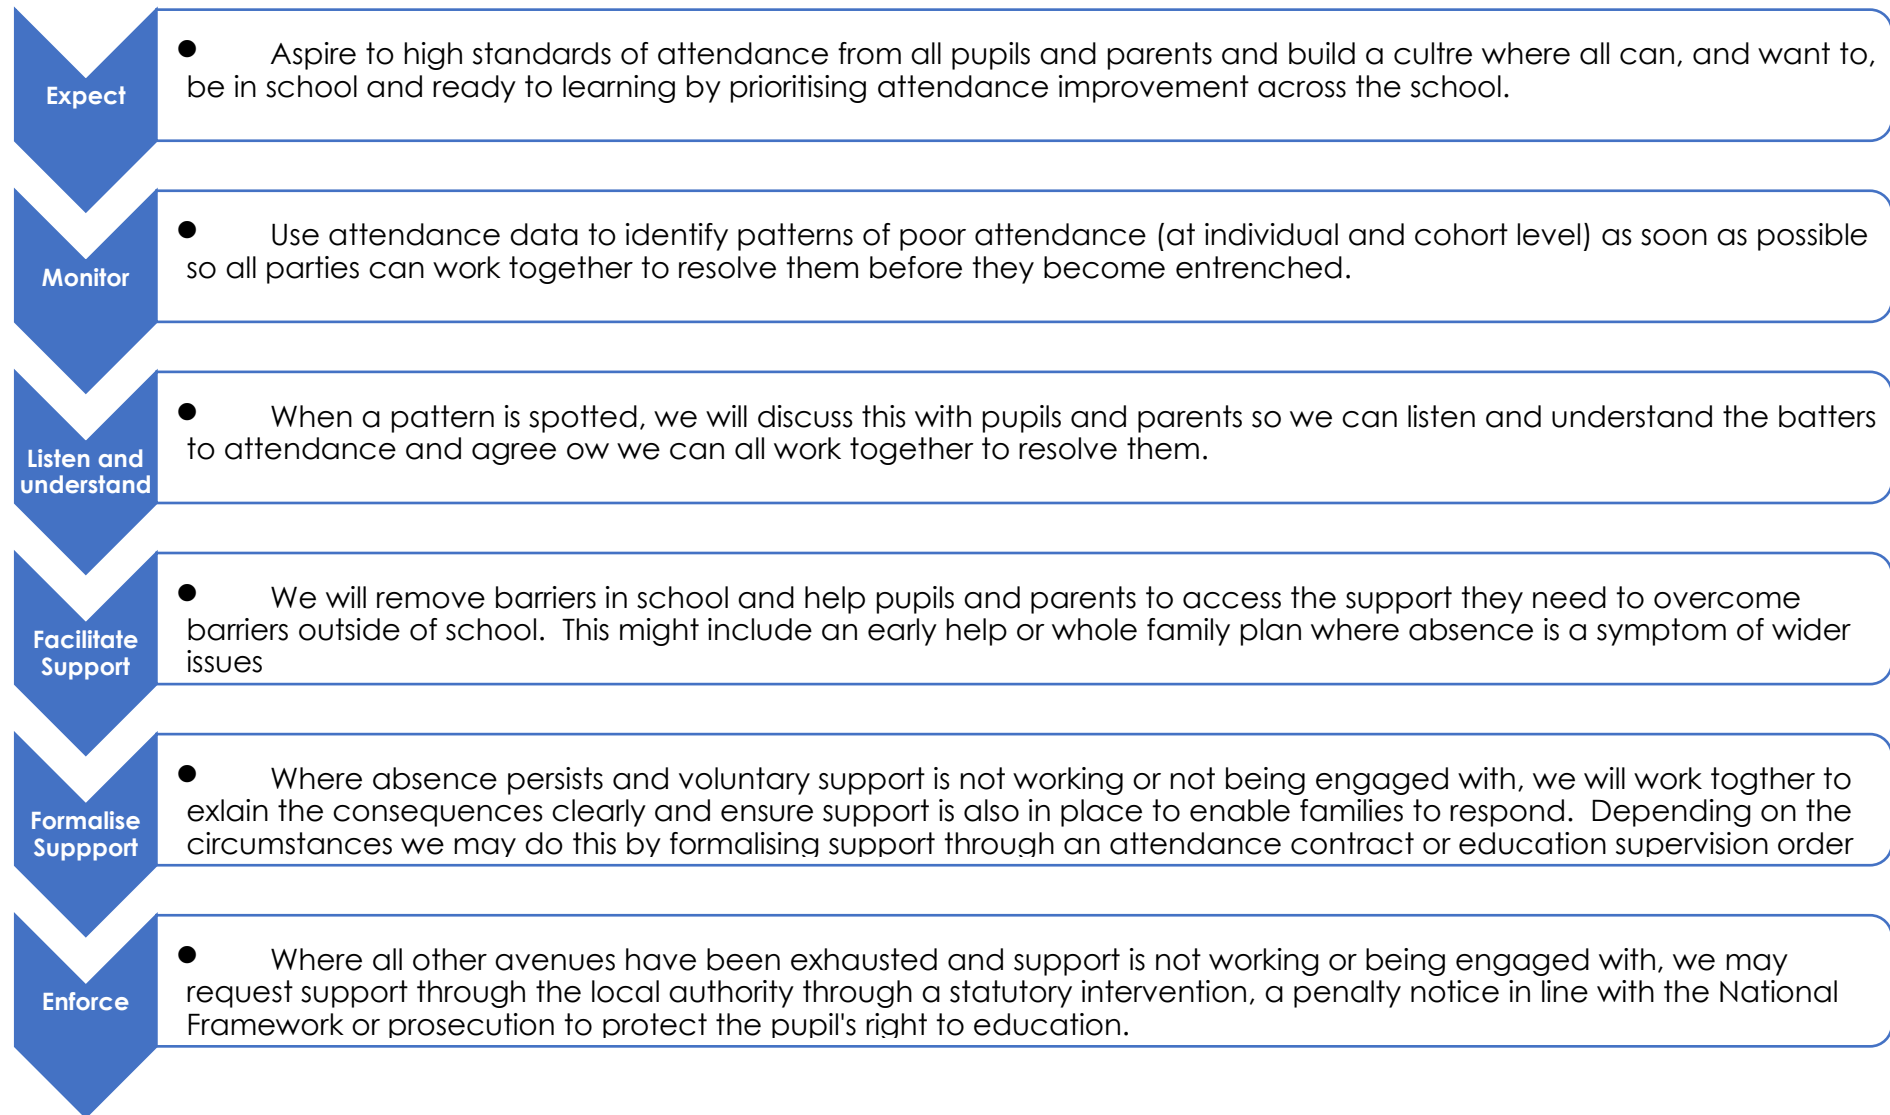 Expect
● Aspire to high standards of attendance from all pupils and parents and build a cultre where all can, and want to,
be in school and ready to learning by prioritising attendance improvement across the school.
Monitor
● Use attendance data to identify patterns of poor attendance (at individual and cohort level) as soon as possible
so all parties can work together to resolve them before they become entrenched.
Listen and
understand
● When a pattern is spotted, we will discuss this with pupils and parents so we can listen and understand the batters
to attendance and agree ow we can all work together to resolve them.
Facilitate
Support
● We will remove barriers in school and help pupils and parents to access the support they need to overcome
barriers outside of school.  This might include an early help or whole family plan where absence is a symptom of wider
issues
Formalise
Suppport
● Where absence persists and voluntary support is not working or not being engaged with, we will work togther to
exlain the consequences clearly and ensure support is also in place to enable families to respond.  Depending on the
circumstances we may do this by formalising support through an attendance contract or education supervision order
Enforce
● Where all other avenues have been exhausted and support is not working or being engaged with, we may
request support through the local authority through a statutory intervention, a penalty notice in line with the National
Framework or prosecution to protect the pupil's right to education.